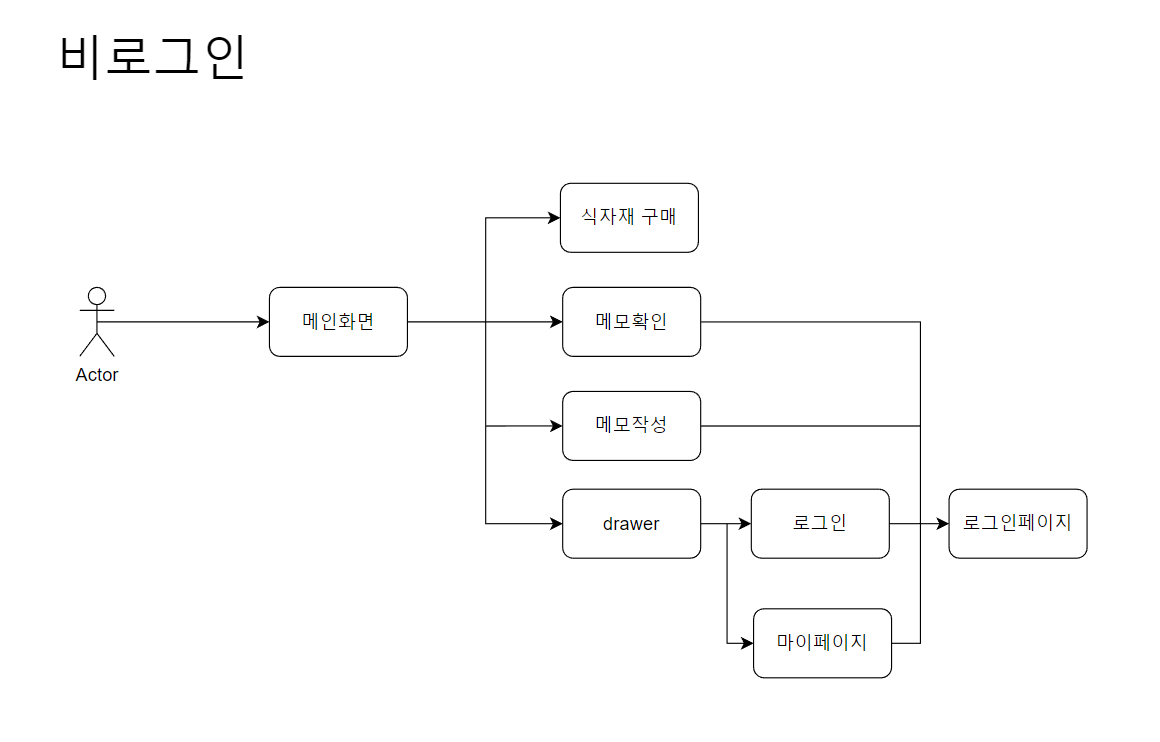 비로그인
식자재 구매
메인화면
메모확인
Actor
메모작성
drawer
로그인
로그인페이지
마이페이지